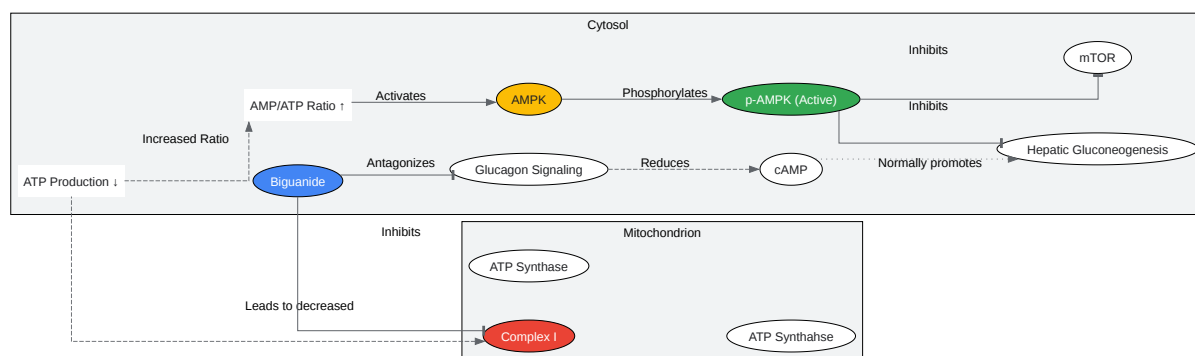 Cytosol
Inhibits
mTOR
AMP/ATP Ratio ↑
Activates
AMPK
Phosphorylates
p-AMPK (Active)
Inhibits
Increased Ratio
Hepatic Gluconeogenesis
ATP Production ↓
Biguanide
Antagonizes
Glucagon Signaling
Reduces
cAMP
Normally promotes
Inhibits
Mitochondrion
ATP Synthase
Leads to decreased
Complex I
ATP Synthahse